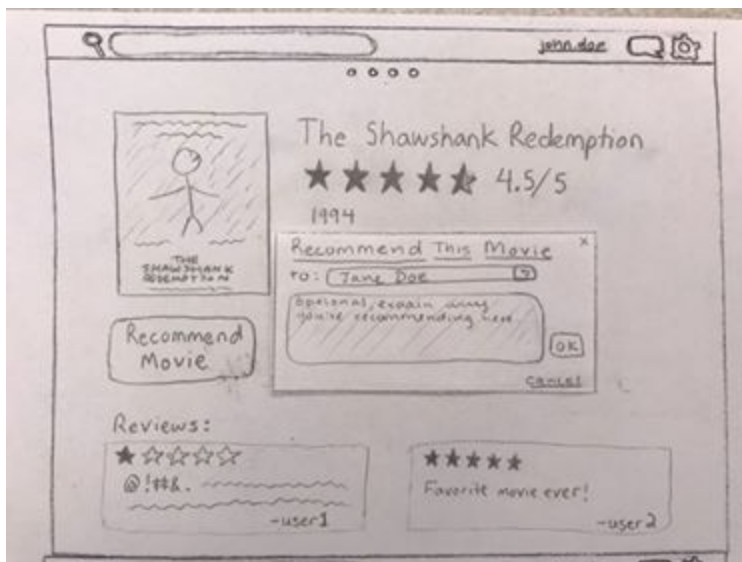 john.doe
The Shawshank Redemption
4.5/5
1994
THE
SHAWSHANK
REDEMPTION
Recommend This Movie
x
to: Jane Doe
Optional, explain why
you're recommending here
OK
cancel
Recommend
Movie
Reviews:
@!#&.
-user1
Favorite movie ever!
-user2